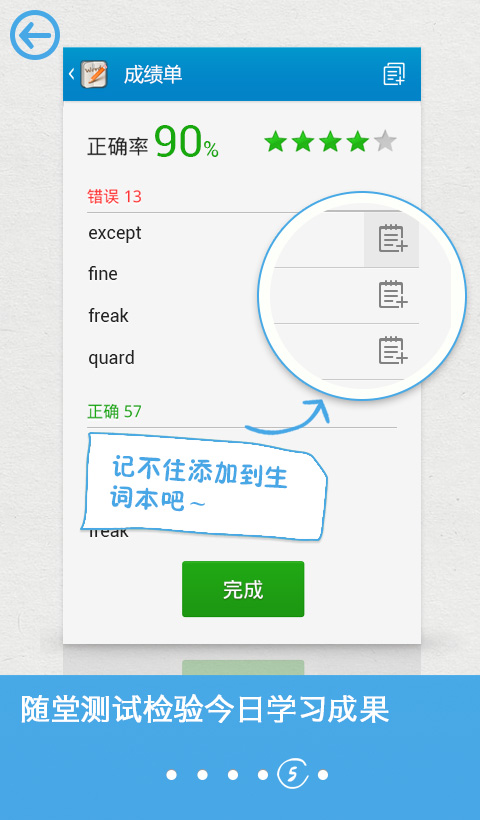 成绩单
正确率 90%
错误 13
except
fine
freak
quard
正确 57
记不住添加到生
词本吧~
freak
完成
随堂测试检验今日学习成果
5